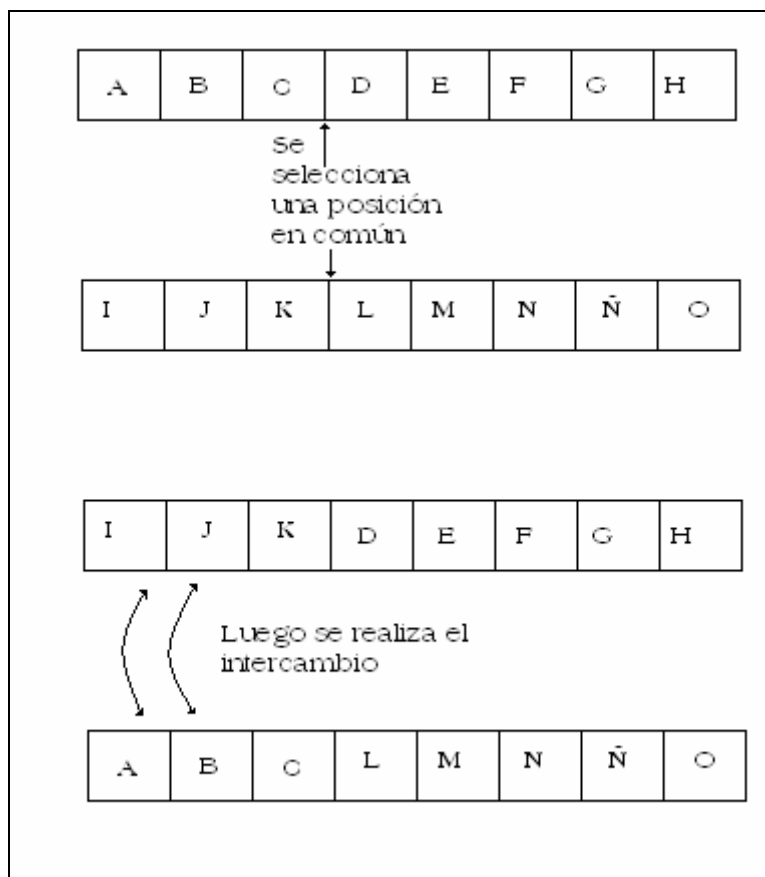 A B C D E F G H
Se
selecciona
una posición
en común
I J K L M N Ñ O
I J K D E F G H
Luego se realiza el
intercambio
A B C L M N Ñ O